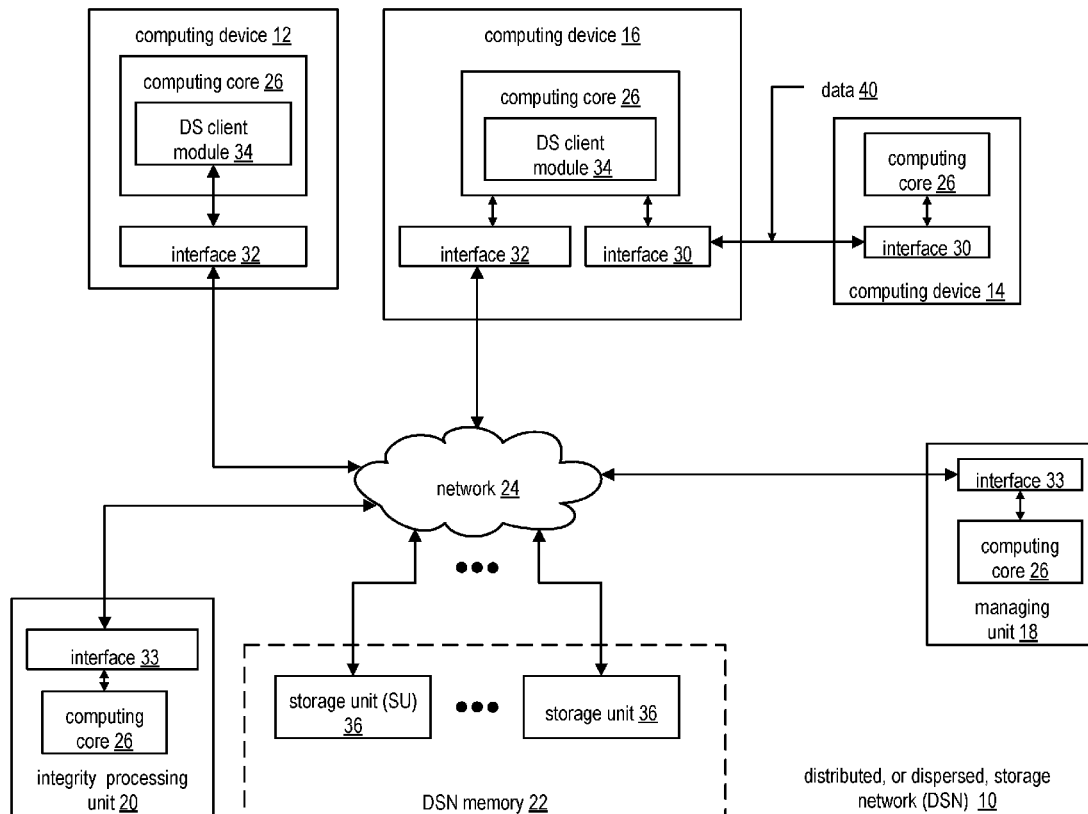 computing device 12
computing core 26
DS client
module 34
interface 32
computing device 16
computing core 26
DS client
module 34
interface 32
interface 30
data 40
computing
core 26
interface 30
computing device 14
network 24
interface 33
computing
core 26
managing
unit 18
interface 33
computing
core 26
integrity processing
unit 20
storage unit (SU)
36
storage unit 36
DSN memory 22
distributed, or dispersed, storage
network (DSN) 10